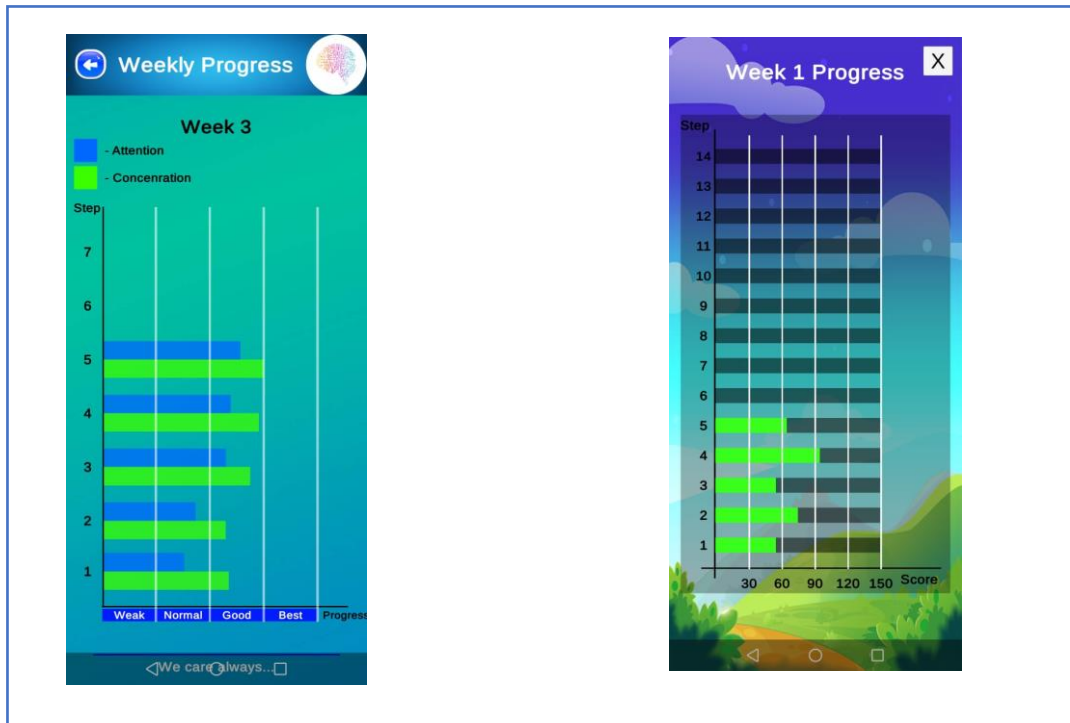 Weekly Progress
Week 3
- Attention
- Concenration
Step
7
6
5
4
3
2
1
Weak Normal Good Best Progress
We care always...
Week 1 Progress X
Step
14
13
12
11
10
9
8
7
6
5
4
3
2
1
30 60 90 120 150 Score